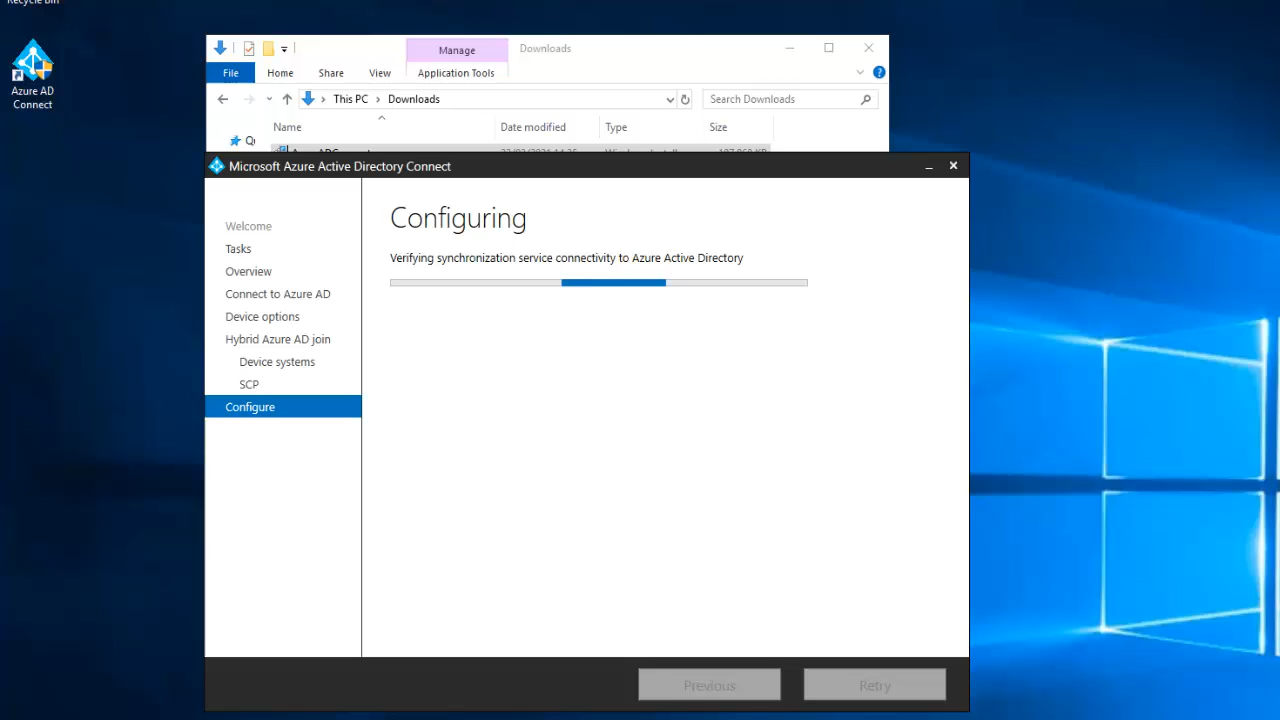 Recycle Bin
Azure AD
Connect
Manage
Downloads
File
Home
Share
View
Application Tools
This PC
Downloads
Search Downloads
Name
Date modified
Type
Size
Microsoft Azure Active Directory Connect
Welcome
Tasks
Overview
Connect to Azure AD
Device options
Hybrid Azure AD join
Device systems
SCP
Configure
Configuring
Verifying synchronization service connectivity to Azure Active Directory
Previous
Retry